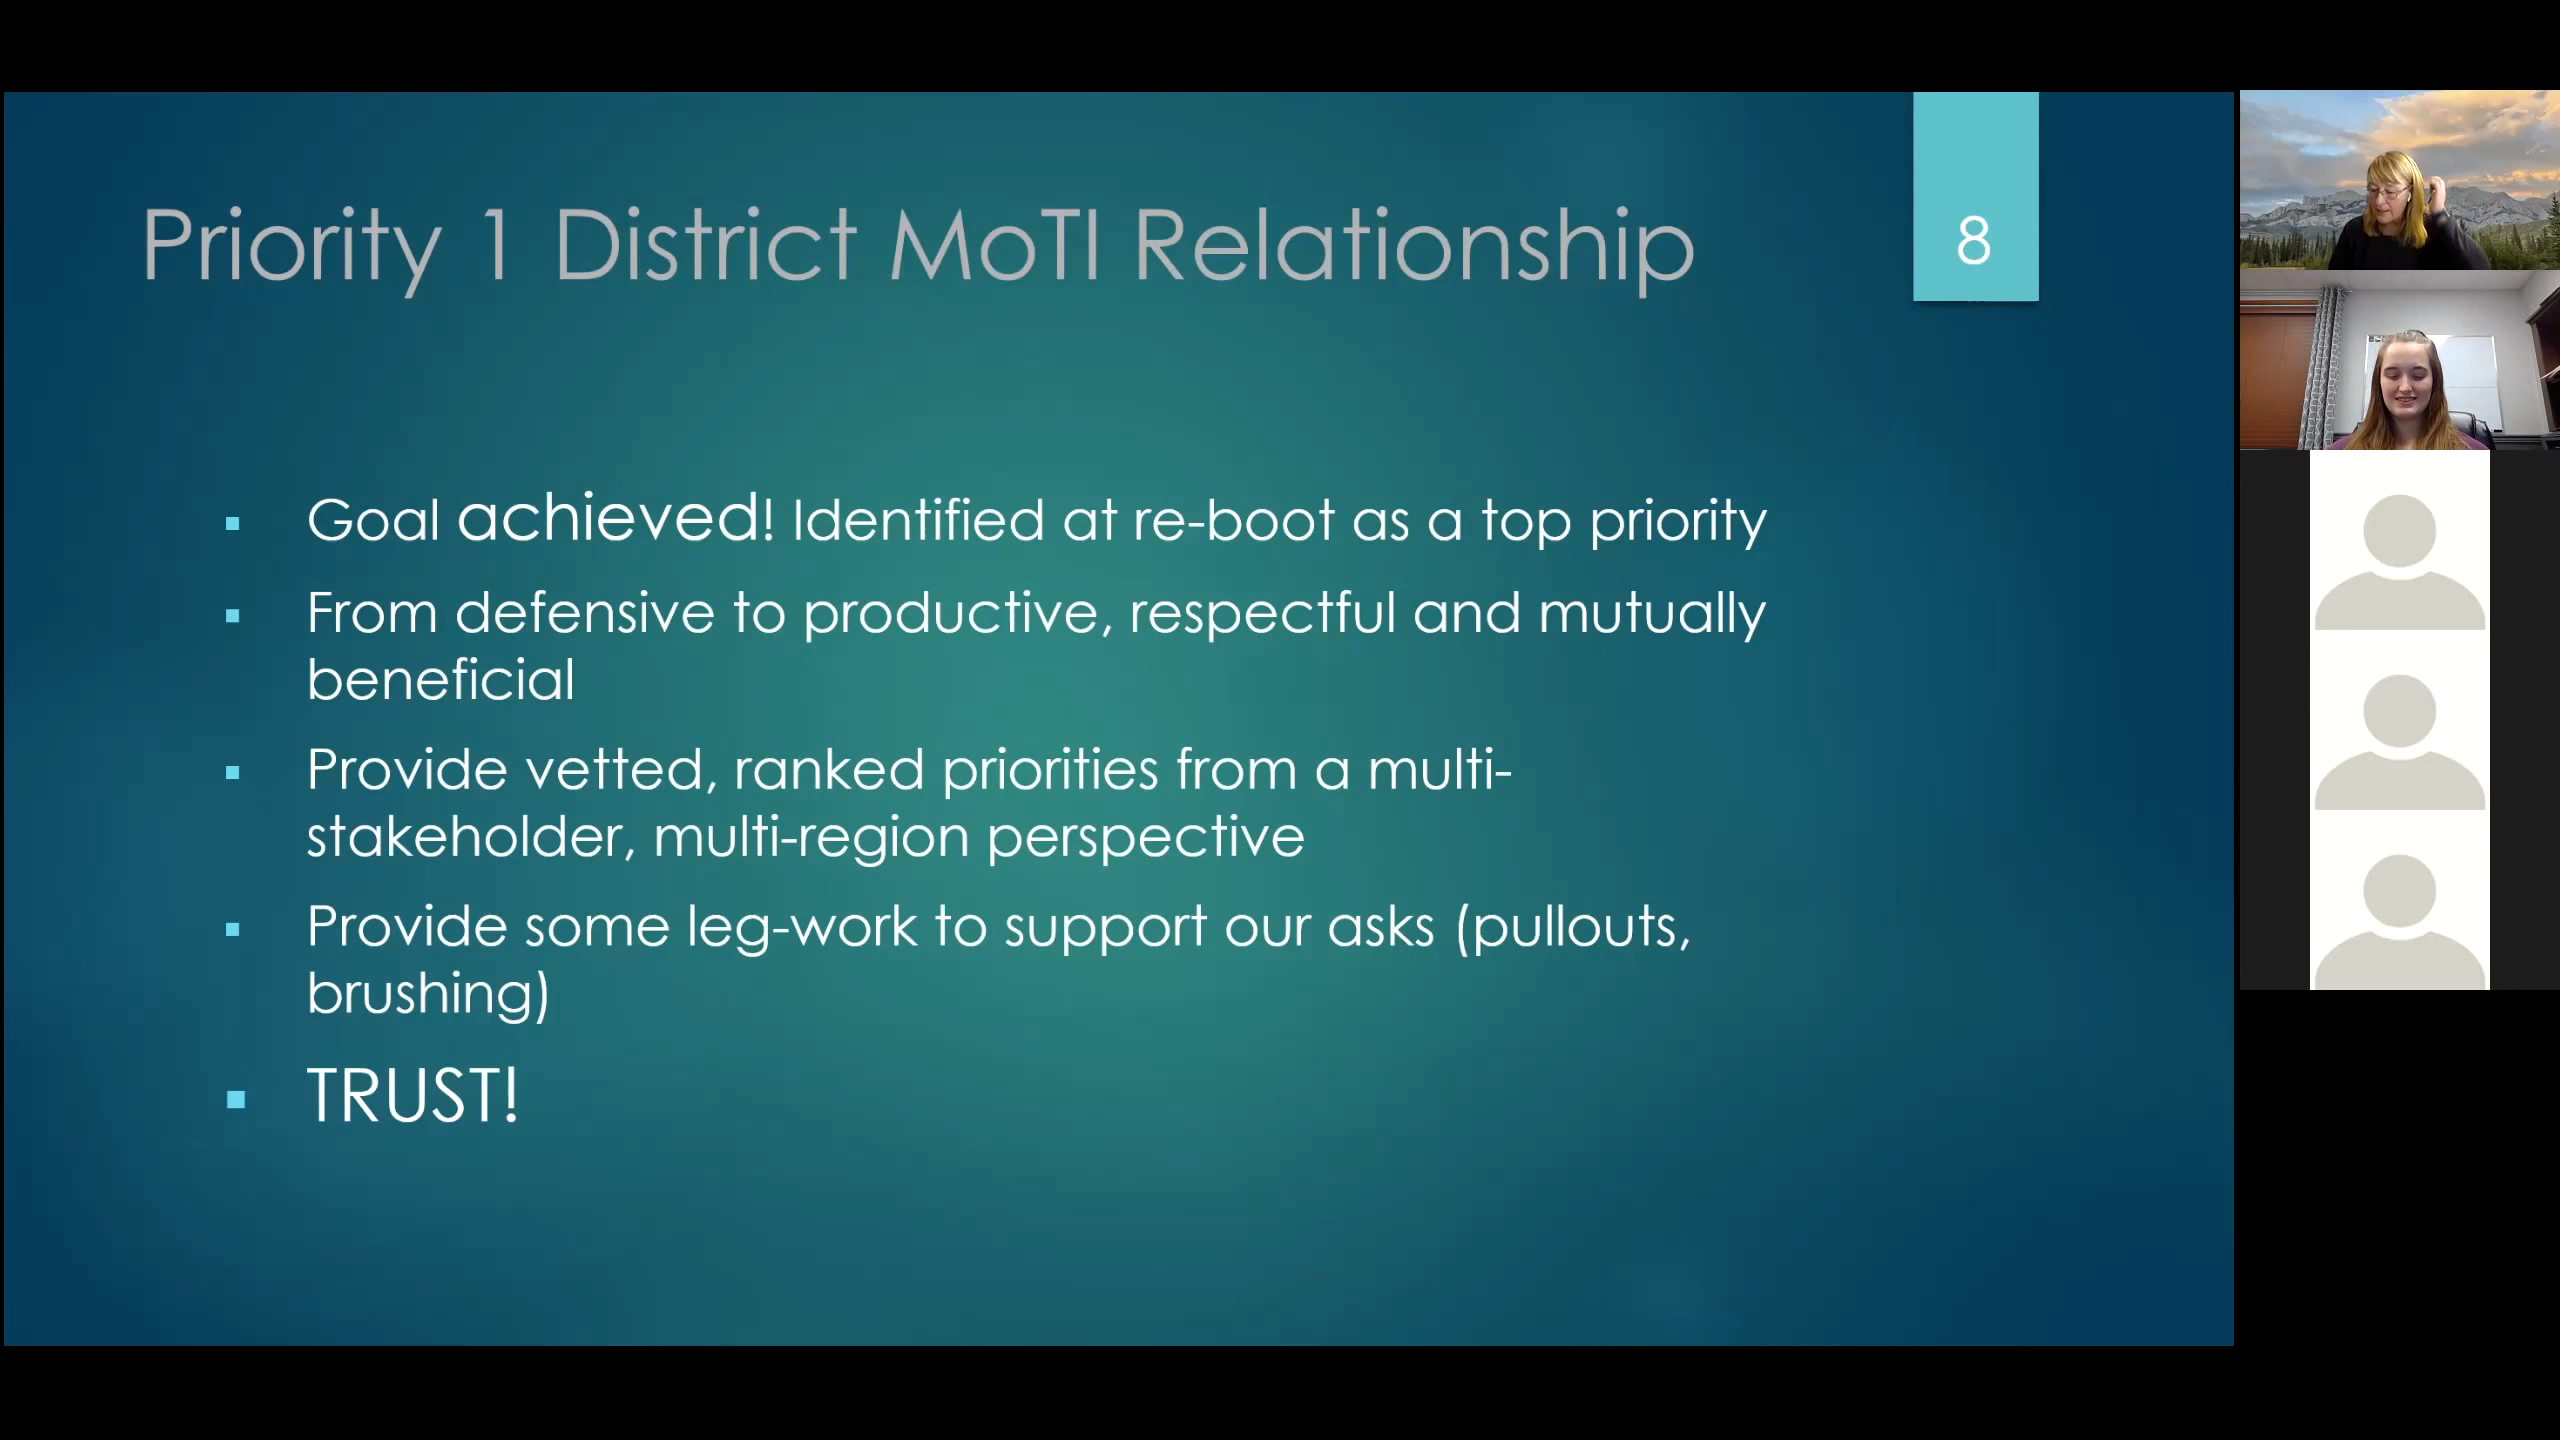 Priority 1 District MoTI Relationship
8
Goal achieved! Identified at re-boot as a top priority
From defensive to productive, respectful and mutually
beneficial
Provide vetted, ranked priorities from a multi-
stakeholder, multi-region perspective
Provide some leg-work to support our asks (pullouts,
brushing)
TRUST!